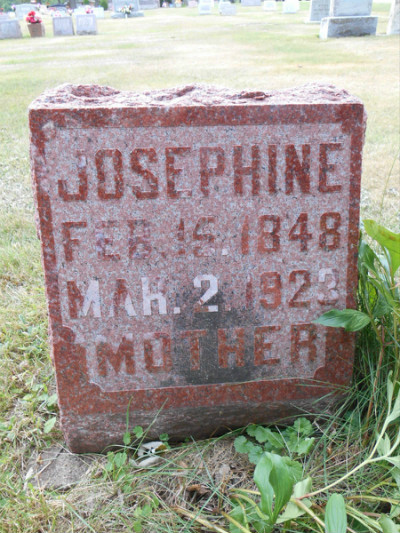 JOSEPHINE
FEB. 15. 1848
MAR. 2. 1923
MOTHER